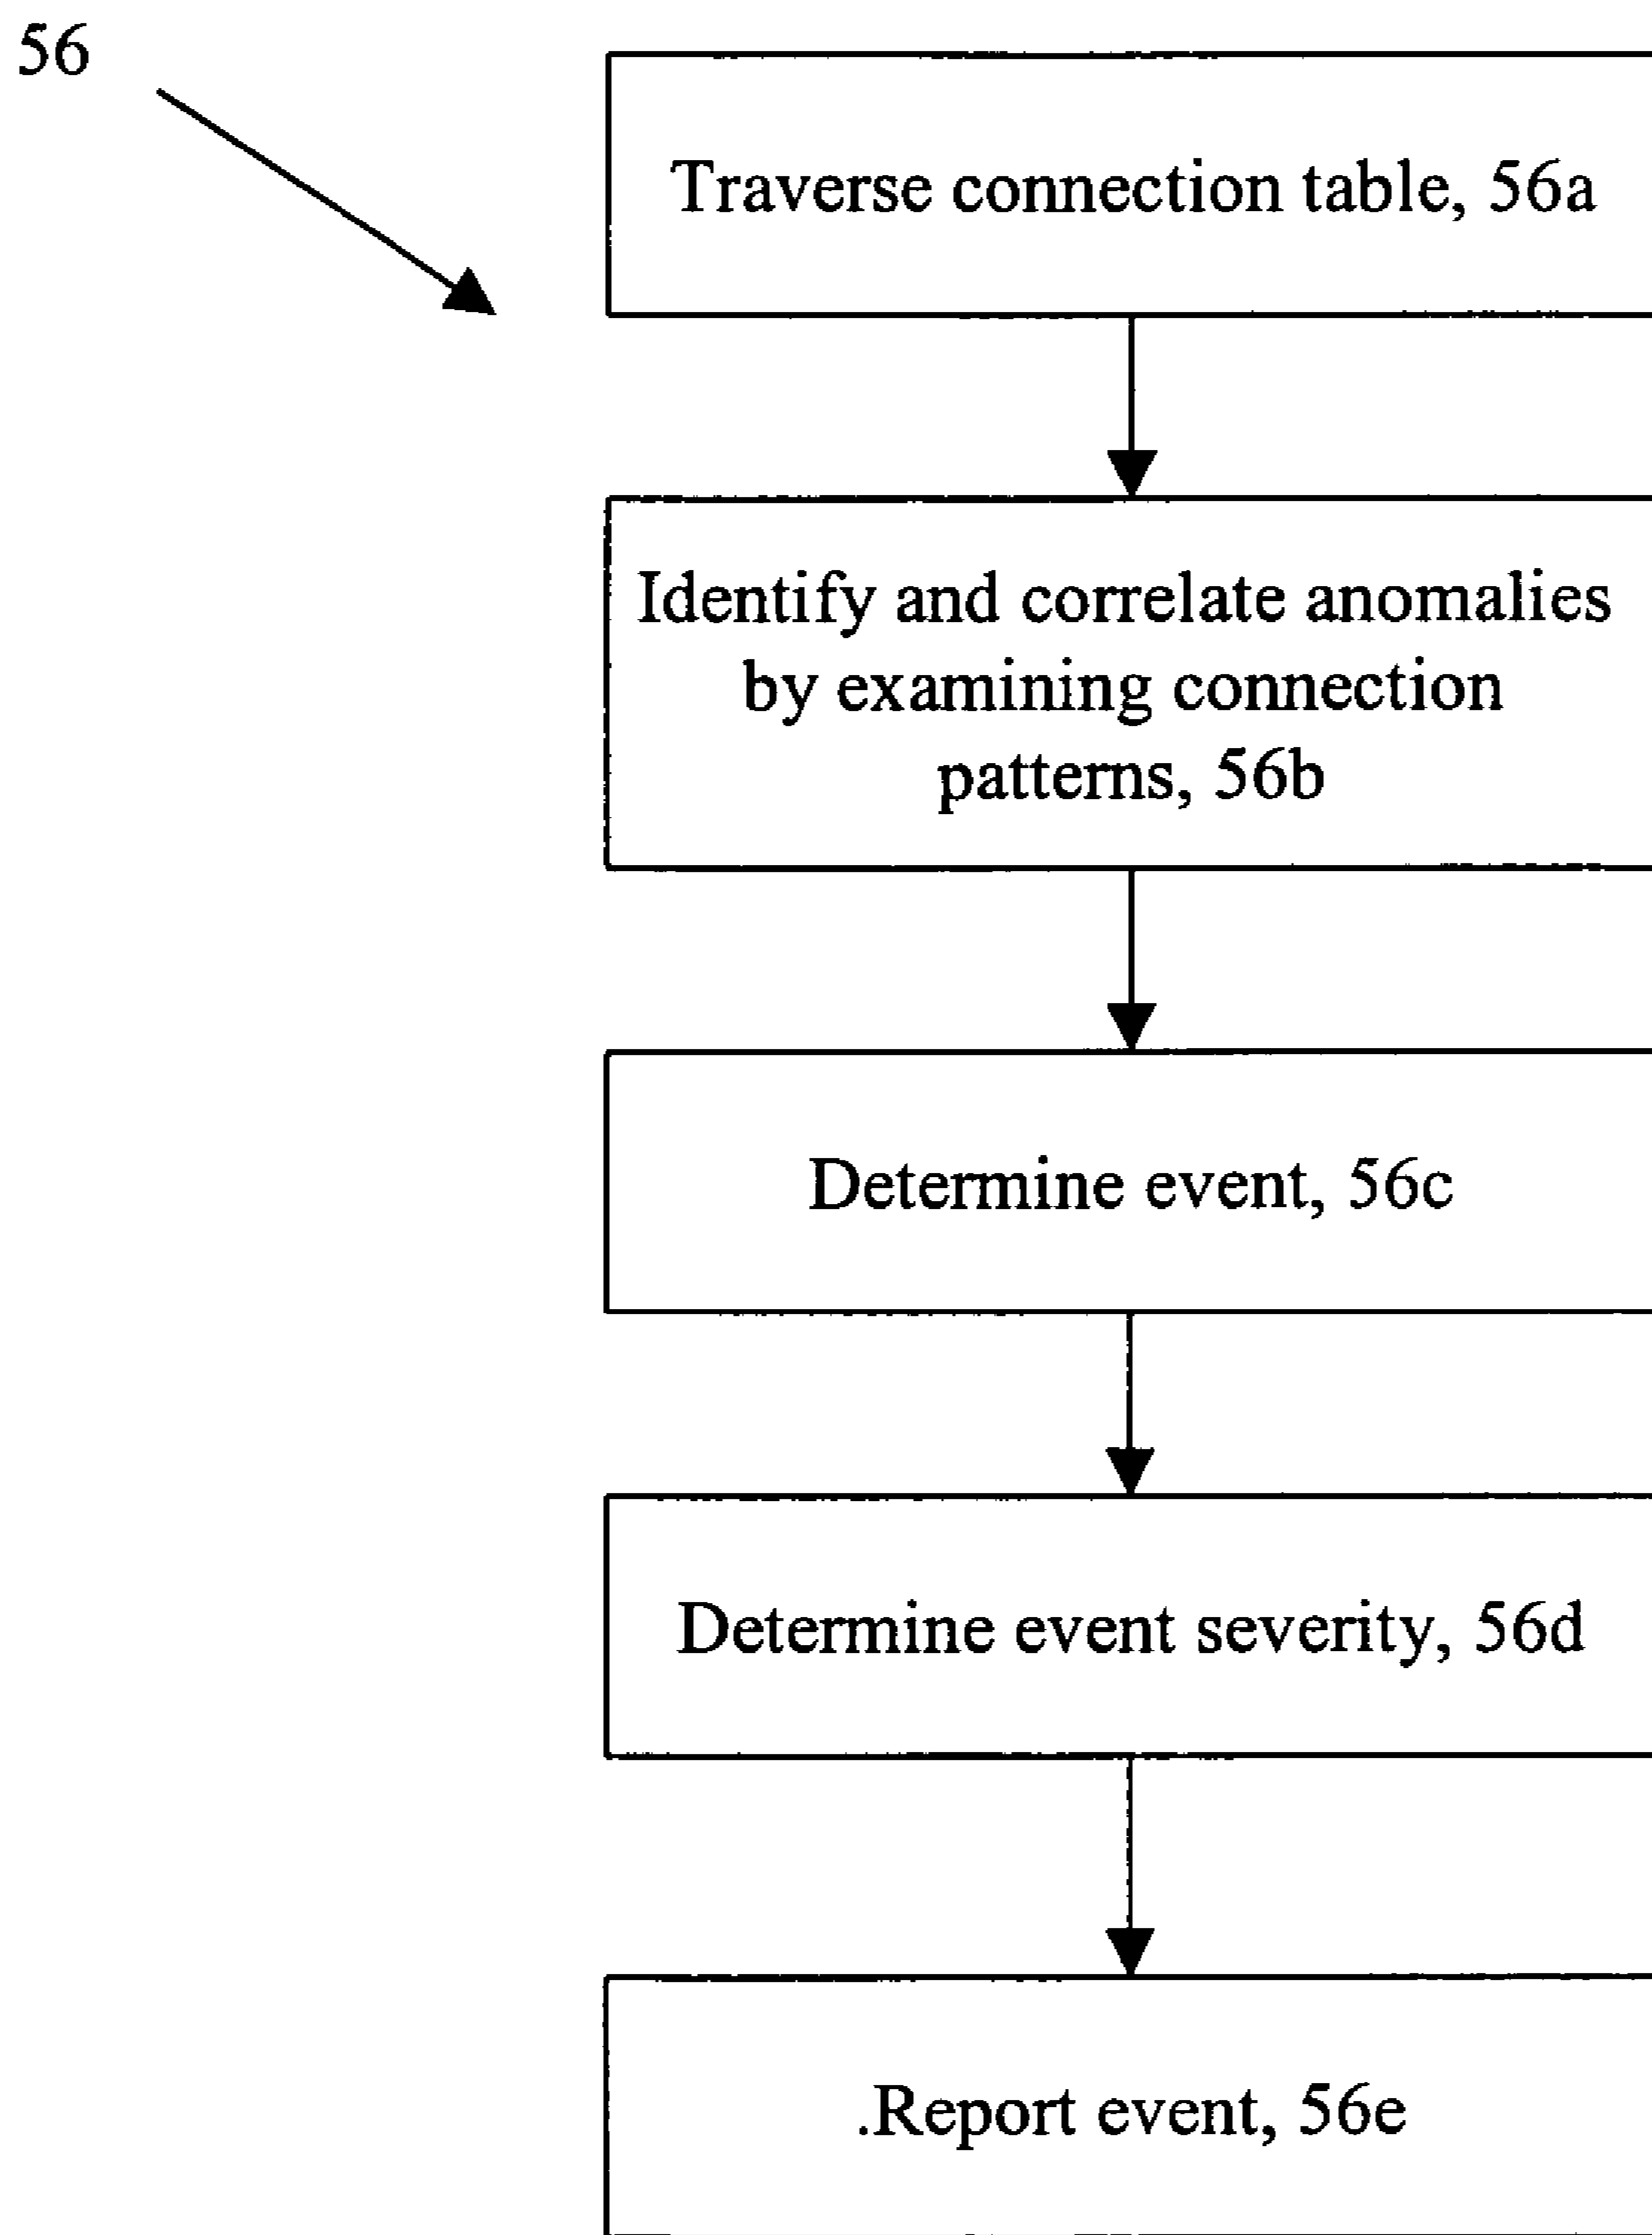 56
Traverse connection table, 56a
Identify and correlate anomalies
by examining connection
patterns, 56b
Determine event, 56c
Determine event severity, 56d
.Report event, 56e